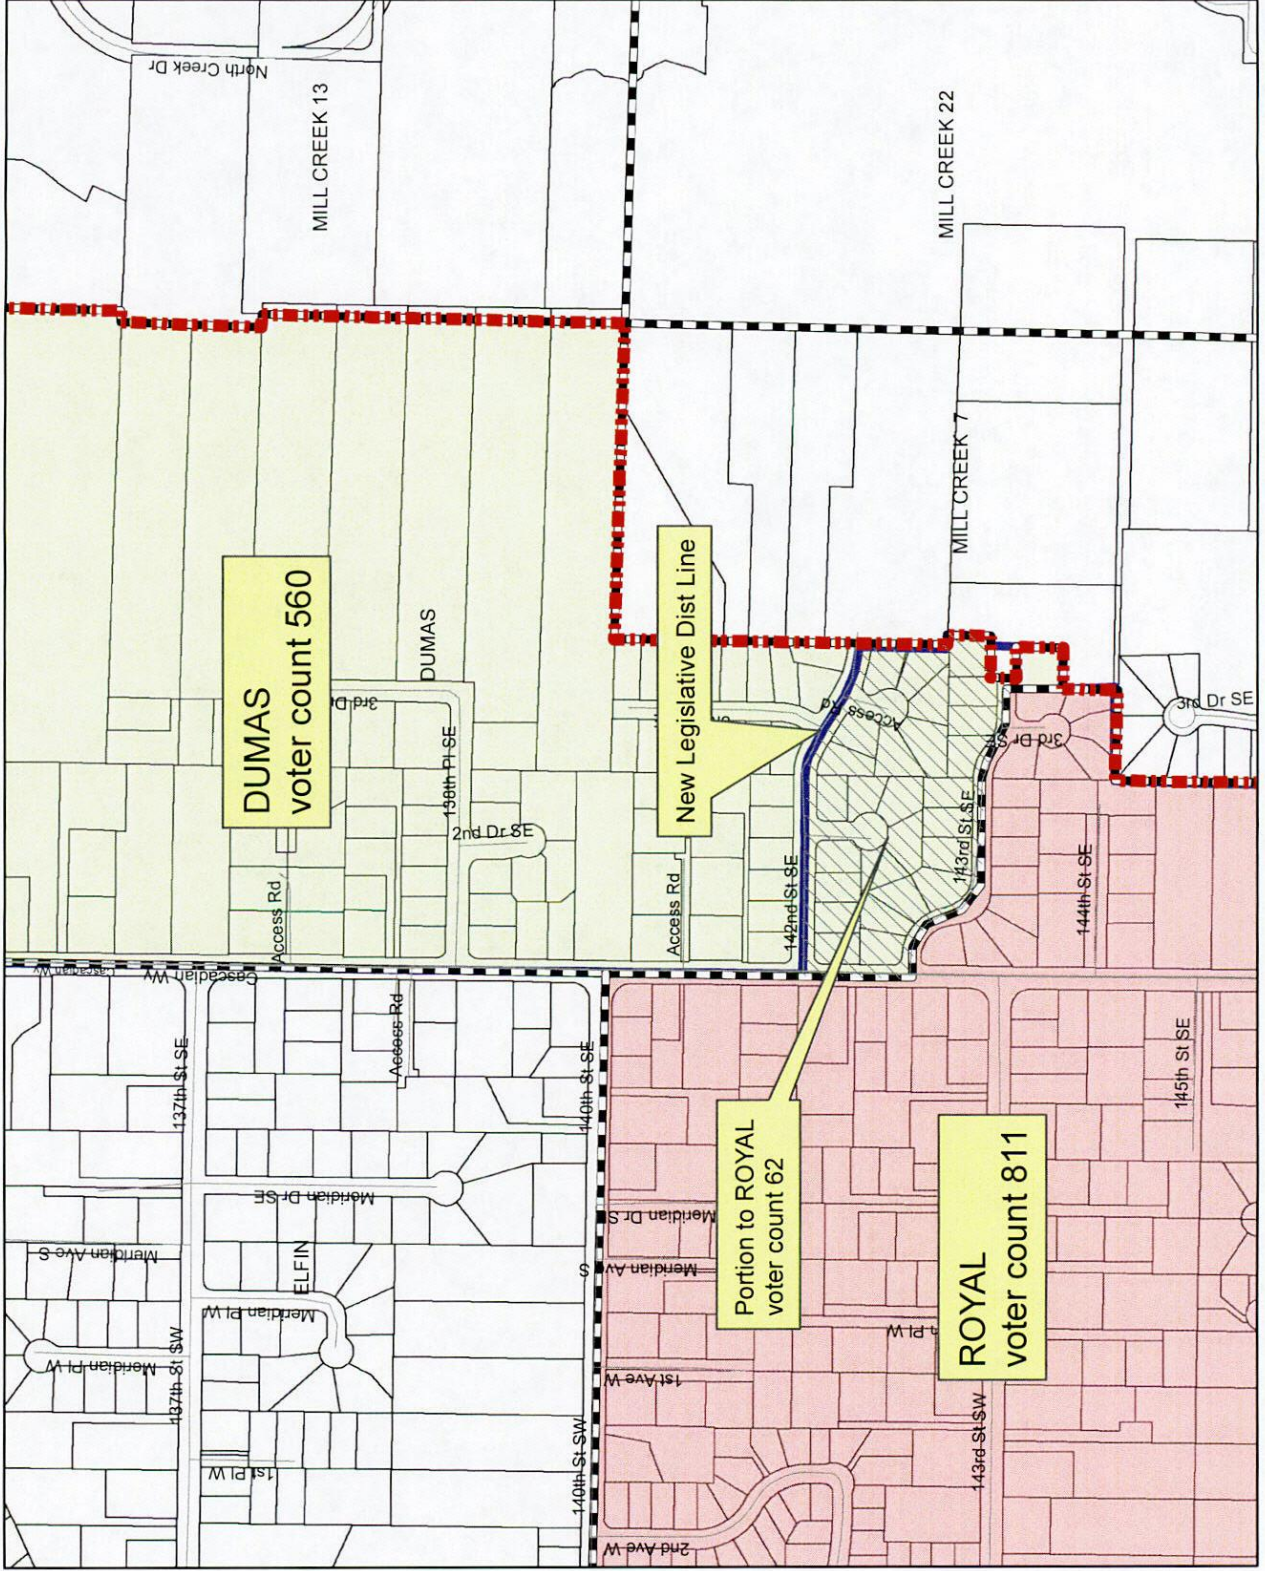 North Creek Dr
MILL CREEK 13
MILL CREEK 22
MILL CREEK 7
DUMAS
voter count 560
DUMAS
3rd Dr
138th Pl SE
2nd Dr SE
Access Rd
New Legislative Dist Line
Access Rd
Access Rd
142nd St SE
143rd St SE
3rd Dr SE
3rd Dr SE
144th St SE
Cascadian Wy
Cascadian Wy
137th St SE
Access Rd
140th St SE
Meridian Dr SE
Meridian Ave S
ELFIN
Meridian Pl W
Meridian Pl W
137th St SW
1st Pl W
140th St SW
Portion to ROYAL
voter count 62
Meridian Dr S
Meridian Ave S
Pl W
1st Ave W
2nd Ave W
ROYAL
voter count 811
145th St SE
143rd St SW